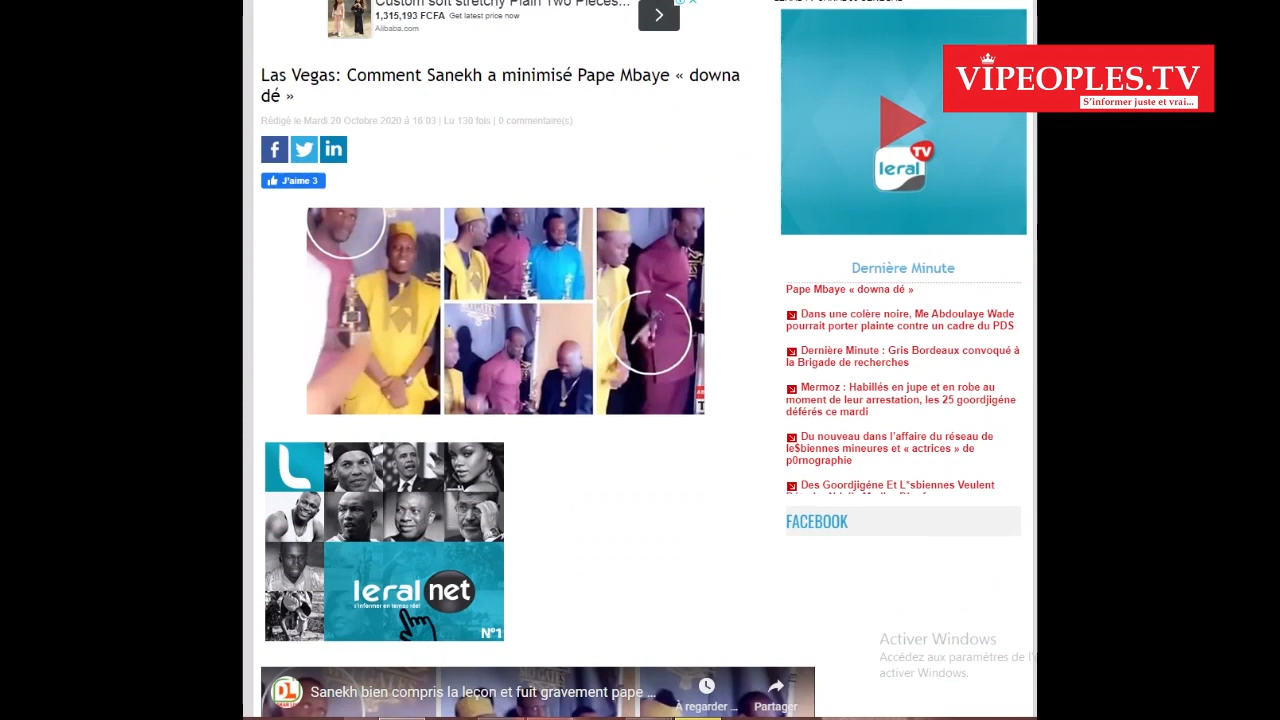 Custom soft stretchy Plain Two Pieces...
1,315,193 FCFA Get latest price now
Alibaba.com
Las Vegas: Comment Sanekh a minimisé Pape Mbaye « downa
dé »
Rédigé le Mardi 20 Octobre 2020 à 16:03 | Lu 130 fois | 0 commentaire(s)
J'aime 3
leral net
s'informer en temps réel
N°1
Sanekh bien compris la leçon et fuit gravement pape ...
À regarder ...
Partager
VIPEOPLES.TV
S'informer juste et vrai...
leral TV
Dernière Minute
Pape Mbaye « downa dé »
Dans une colère noire, Me Abdoulaye Wade
pourrait porter plainte contre un cadre du PDS
Dernière Minute : Gris Bordeaux convoqué à
la Brigade de recherches
Mermoz : Habillés en jupe et en robe au
moment de leur arrestation, les 25 goordjigéne
déférés ce mardi
Du nouveau dans l'affaire du réseau de
le$biennes mineures et « actrices » de
p0rnographie
Des Goordjigéne Et L*sbiennes Veulent
FACEBOOK
Activer Windows
Accédez aux paramètres de l'
activer Windows.